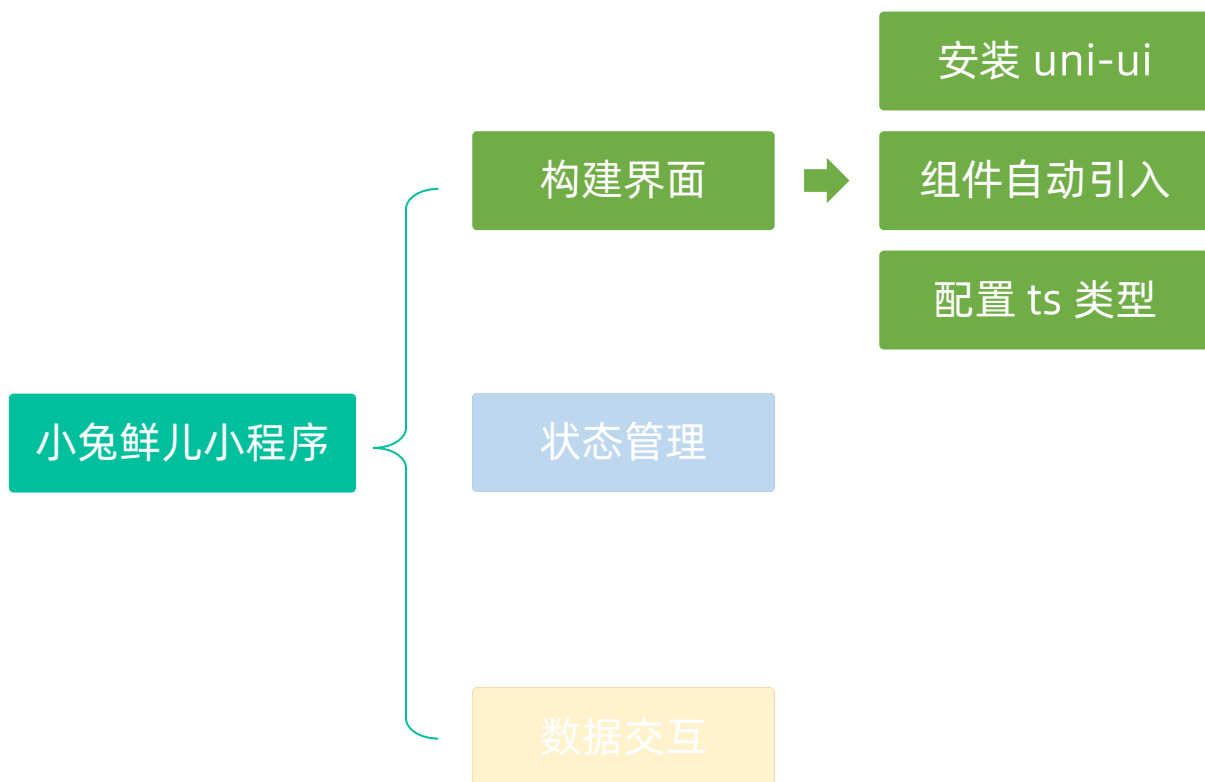 安装 uni-ui
构建界面
组件自动引入
配置 ts 类型
小兔鲜儿小程序
状态管理
数据交互